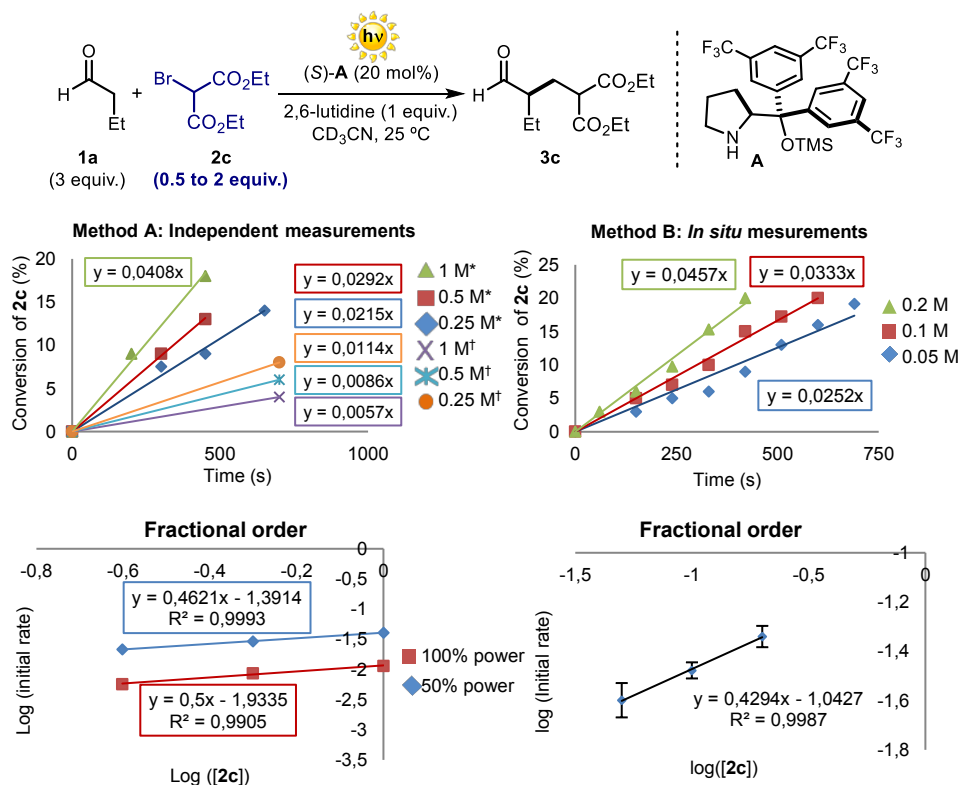 hν
O
H
Et
1a
(3 equiv.)
+
Br
CO2Et
CO2Et
2c
(0.5 to 2 equiv.)
(S)-A (20 mol%)
2,6-lutidine (1 equiv.)
CD3CN, 25 ºC
O
H
Et
CO2Et
CO2Et
3c
F3C
CF3
CF3
CF3
N
H
OTMS
A
Method A: Independent measurements
Conversion of 2c (%)
20
15
10
5
0
0
500
1000
Time (s)
y = 0,0408x
y = 0,0292x
y = 0,0215x
y = 0,0114x
y = 0,0086x
y = 0,0057x
1 M*
0.5 M*
0.25 M*
1 M†
0.5 M†
0.25 M†
Method B: In situ mesurements
Conversion of 2c (%)
25
20
15
10
5
0
0
250
500
750
Time (s)
y = 0,0457x
y = 0,0333x
y = 0,0252x
0.2 M
0.1 M
0.05 M
Fractional order
-0,8
-0,6
-0,4
-0,2
0
0
-0,5
-1
-1,5
-2
-2,5
-3
-3,5
Log (initial rate)
y = 0,4621x - 1,3914
R² = 0,9993
y = 0,5x - 1,9335
R² = 0,9905
100% power
50% power
Log ([2c])
Fractional order
-1,5
-1
-0,5
0
-1
-1,2
-1,4
-1,6
-1,8
log (Initial rate)
y = 0,4294x - 1,0427
R² = 0,9987
log([2c])